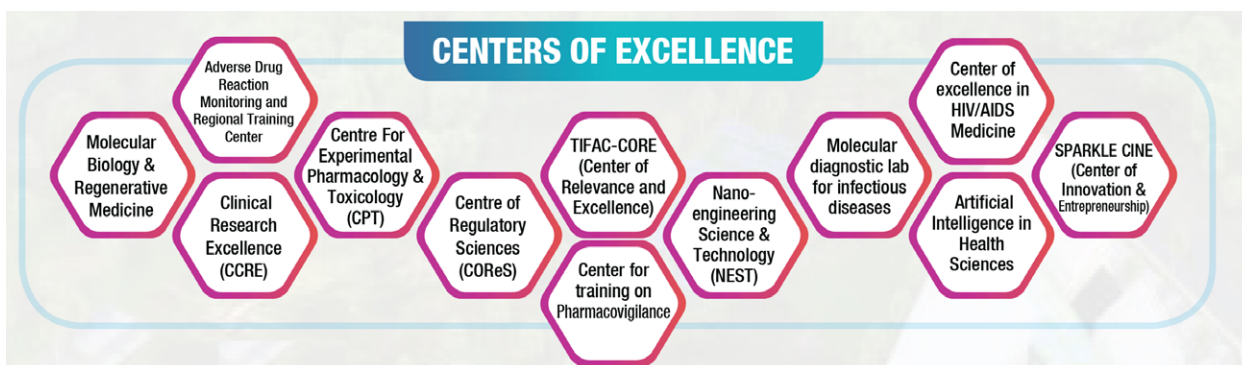 CENTERS OF EXCELLENCE
Molecular
Biology &
Regenerative
Medicine
Adverse Drug
Reaction
Monitoring and
Regional Training
Center
Clinical
Research
Excellence
(CCRE)
Centre For
Experimental
Pharmacology &
Toxicology
(CPT)
Centre of
Regulatory
Sciences
(COReS)
TIFAC-CORE
(Center of
Relevance and
Excellence)
Center for
training on
Pharmacovigilance
Nano-
engineering
Science &
Technology
(NEST)
Molecular
diagnostic lab
for infectious
diseases
Center of
excellence in
HIV/AIDS
Medicine
Artificial
Intelligence in
Health
Sciences
SPARKLE CINE
(Center of
Innovation &
Entrepreneurship)